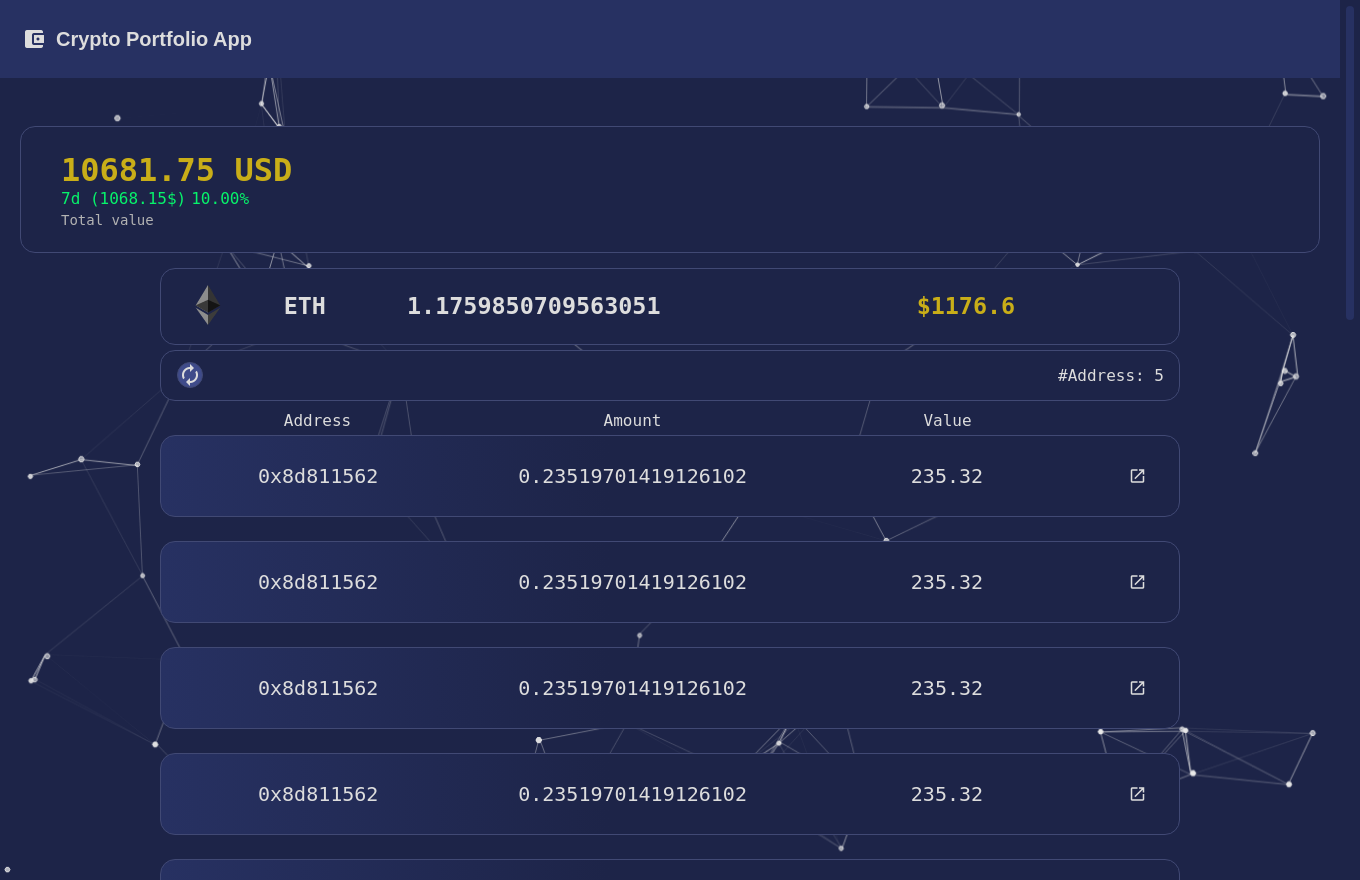 Crypto Portfolio App
10681.75 USD
7d (1068.15$) 10.00%
Total value
ETH 1.1759850709563051 $1176.6
#Address: 5
Address Amount Value
0x8d811562 0.23519701419126102 235.32
0x8d811562 0.23519701419126102 235.32
0x8d811562 0.23519701419126102 235.32
0x8d811562 0.23519701419126102 235.32